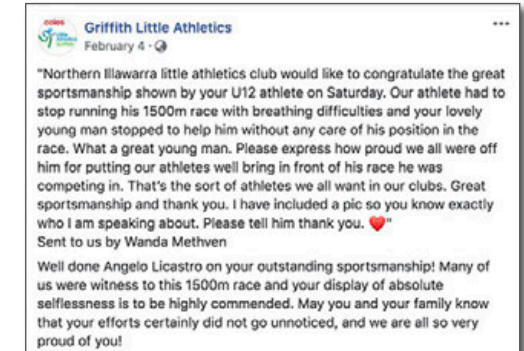 coles
Little Athletics
Griffith Little Athletics
February 4 ·
"Northern Illawarra little athletics club would like to congratulate the great
sportsmanship shown by your U12 athlete on Saturday. Our athlete had to
stop running his 1500m race with breathing difficulties and your lovely
young man stopped to help him without any care of his position in the
race. What a great young man. Please express how proud we all were off
him for putting our athletes well bring in front of his race he was
competing in. That's the sort of athletes we all want in our clubs. Great
sportsmanship and thank you. I have included a pic so you know exactly
who I am speaking about. Please tell him thank you. ❤️"
Sent to us by Wanda Methven
Well done Angelo Licastro on your outstanding sportsmanship! Many of
us were witness to this 1500m race and your display of absolute
selflessness is to be highly commended. May you and your family know
that your efforts certainly did not go unnoticed, and we are all so very
proud of you!